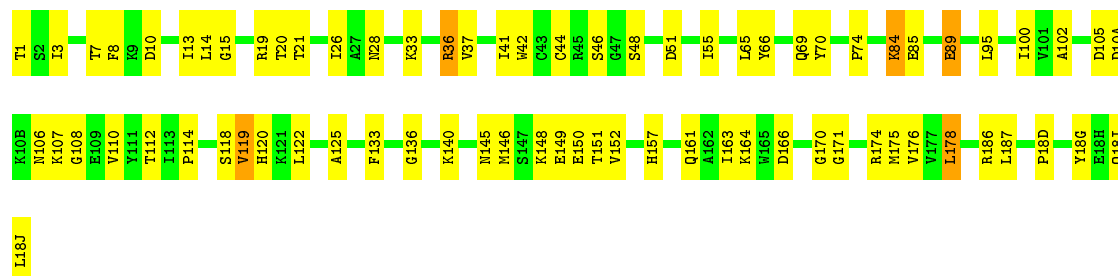 T1 S2 I3 T7 F8 K9 D10 I13 L14 G15 R19 T20 T21 I26 A27 N28 K33 R36 V37 I41 W42 C43 C44 R45 S46 G47 S48 D51 I55 L65 Y66 Q69 Y70 P74 K84 E85 E89 L95 I100 V101 A102 D105
K10B N106 K107 G108 E109 V110 Y111 T112 I113 P114 S118 V119 H120 K121 L122 A125 F133 G136 K140 N145 M146 S147 K148 E149 E150 T151 V152 H157 Q161 A162 I163 K164 W165 D166 G170 G171 R174 M175 V176 V177 L178 R186 L187 P18D Y18G E18H
L18J